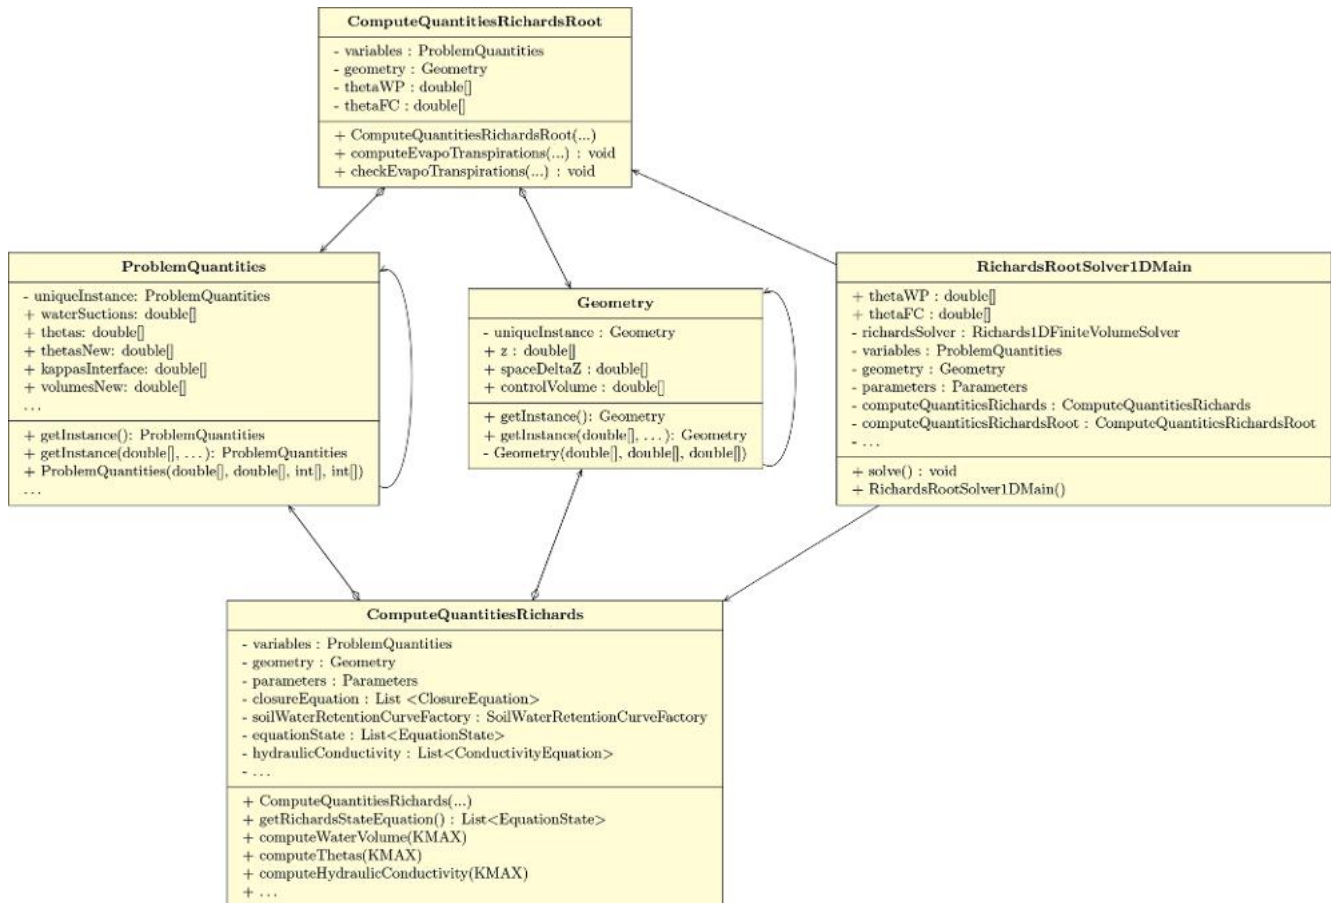 ComputeQuantitiesRichardsRoot
- variables : ProblemQuantities
- geometry : Geometry
- thetaWP : double[]
- thetaFC : double[]
+ ComputeQuantitiesRichardsRoot(...)
+ computeEvapoTranspirations(...) : void
+ checkEvapoTranspirations(...) : void
ProblemQuantities
- uniqueInstance: ProblemQuantities
+ waterSuctions: double[]
+ thetas: double[]
+ thetasNew: double[]
+ kappasInterface: double[]
+ volumesNew: double[]
...
+ getInstance(): ProblemQuantities
+ getInstance(double[], ...): ProblemQuantities
+ ProblemQuantities(double[], double[], int[], int[])
...
Geometry
- uniqueInstance : Geometry
+ z : double[]
+ spaceDeltaZ : double[]
+ controlVolume : double[]
+ getInstance(): Geometry
+ getInstance(double[], ...): Geometry
- Geometry(double[], double[], double[])
RichardsRootSolver1DMain
+ thetaWP : double[]
+ thetaFC : double[]
- richardsSolver : Richards1DFiniteVolumeSolver
- variables : ProblemQuantities
- geometry : Geometry
- parameters : Parameters
- computeQuantitiesRichards : ComputeQuantitiesRichards
- computeQuantitiesRichardsRoot : ComputeQuantitiesRichardsRoot
- ...
+ solve() : void
+ RichardsRootSolver1DMain()
ComputeQuantitiesRichards
- variables : ProblemQuantities
- geometry : Geometry
- parameters : Parameters
- closureEquation : List <ClosureEquation>
- soilWaterRetentionCurveFactory : SoilWaterRetentionCurveFactory
- equationState : List<EquationState>
- hydraulicConductivity : List<ConductivityEquation>
- ...
+ ComputeQuantitiesRichards(...)
+ getRichardsStateEquation() : List<EquationState>
+ computeWaterVolume(KMAX)
+ computeThetas(KMAX)
+ computeHydraulicConductivity(KMAX)
+ ...